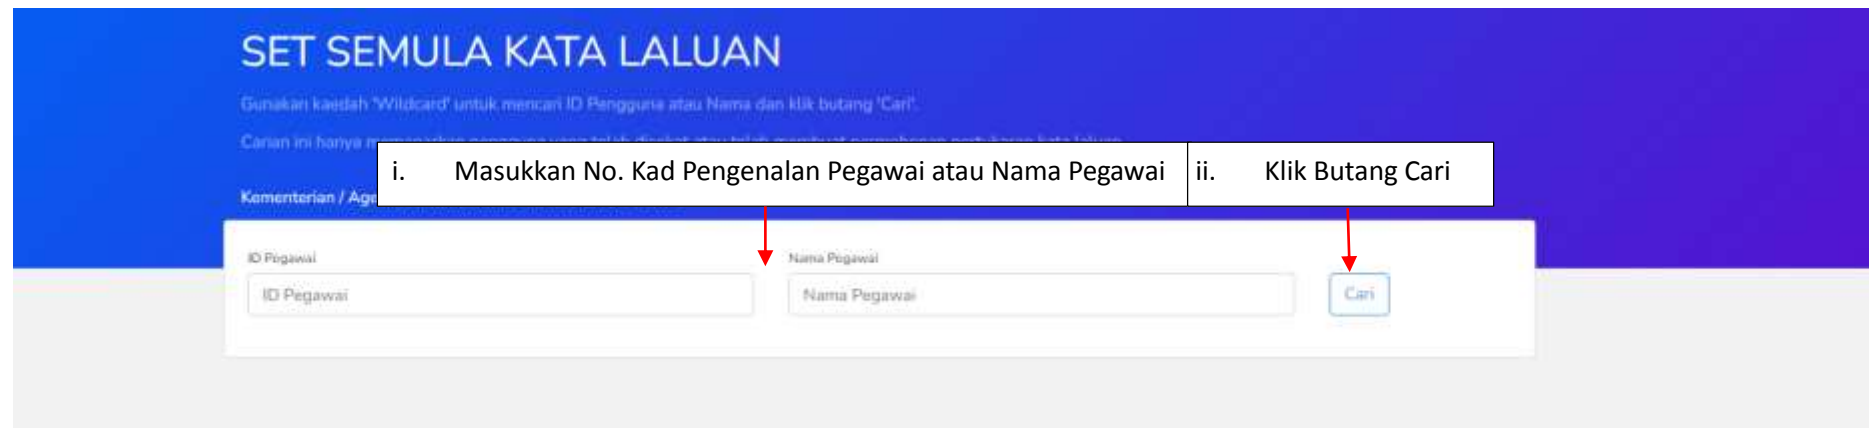 SET SEMULA KATA LALUAN
Gunakan kaedah 'Wildcard' untuk mencari ID Pengguna atau Nama dan klik butang 'Cari'.
Carian ini hanya
i. Masukkan No. Kad Pengenalan Pegawai atau Nama Pegawai ii. Klik Butang Cari
Kementerian / Age
ID Pegawai Nama Pegawai
ID Pegawai Nama Pegawai Cari